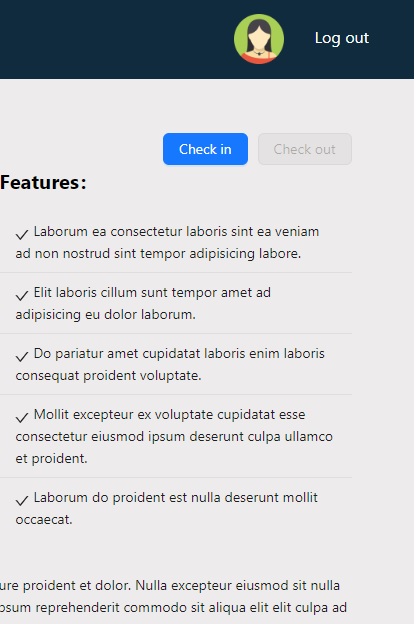 Log out
Check in
Check out
Features:
Laborum ea consectetur laboris sint ea veniam
ad non nostrud sint tempor adipisicing labore.
Elit laboris cillum sunt tempor amet ad
adipisicing eu dolor laborum.
Do pariatur amet cupidatat laboris enim laboris
consequat proident voluptate.
Mollit excepteur ex voluptate cupidatat esse
consectetur eiusmod ipsum deserunt culpa ullamco
et proident.
Laborum do proident est nulla deserunt mollit
occaecat.
ure proident et dolor. Nulla excepteur eiusmod sit nulla
psum reprehenderit commodo sit aliqua elit elit culpa ad